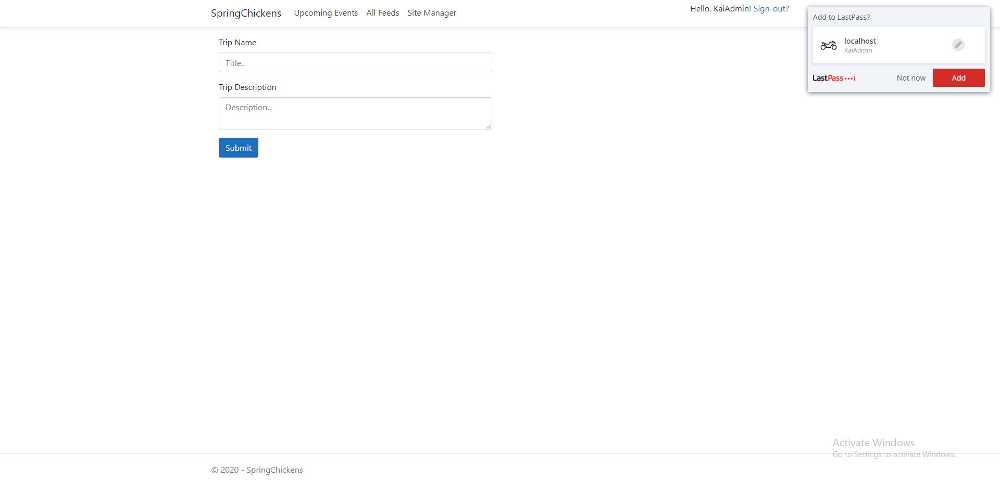 SpringChickens Upcoming Events All Feeds Site Manager Hello, KaiAdmin! Sign-out?
Add to LastPass?
localhost
KaiAdmin
LastPass Not now Add
Trip Name
Title..
Trip Description
Description..
Submit
Activate Windows
Go to Settings to activate Windows.
© 2020 - SpringChickens